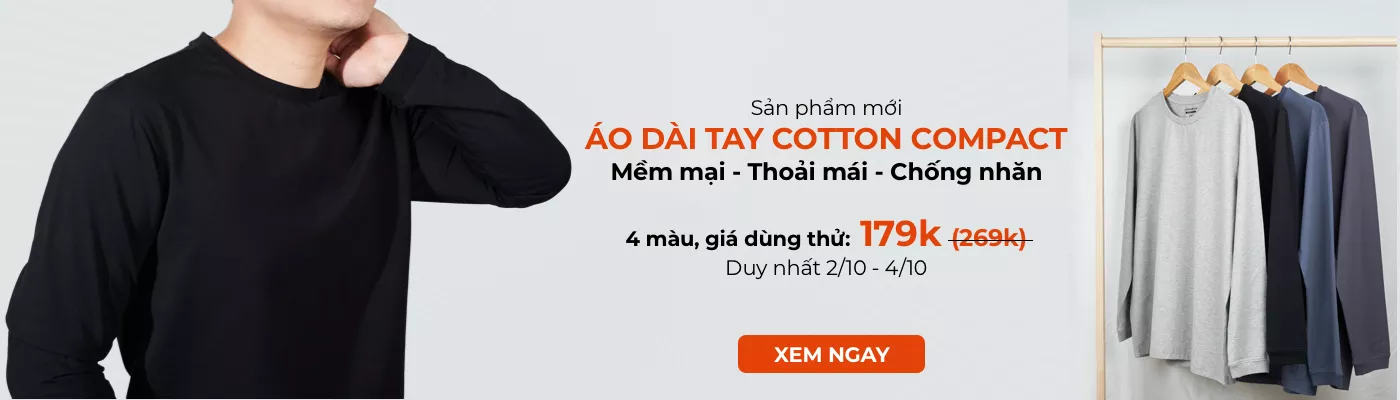 Sản phẩm mới
ÁO DÀI TAY COTTON COMPACT
Mềm mại - Thoải mái - Chống nhăn
4 màu, giá dùng thử: 179k (269k)
Duy nhất 2/10 - 4/10
XEM NGAY